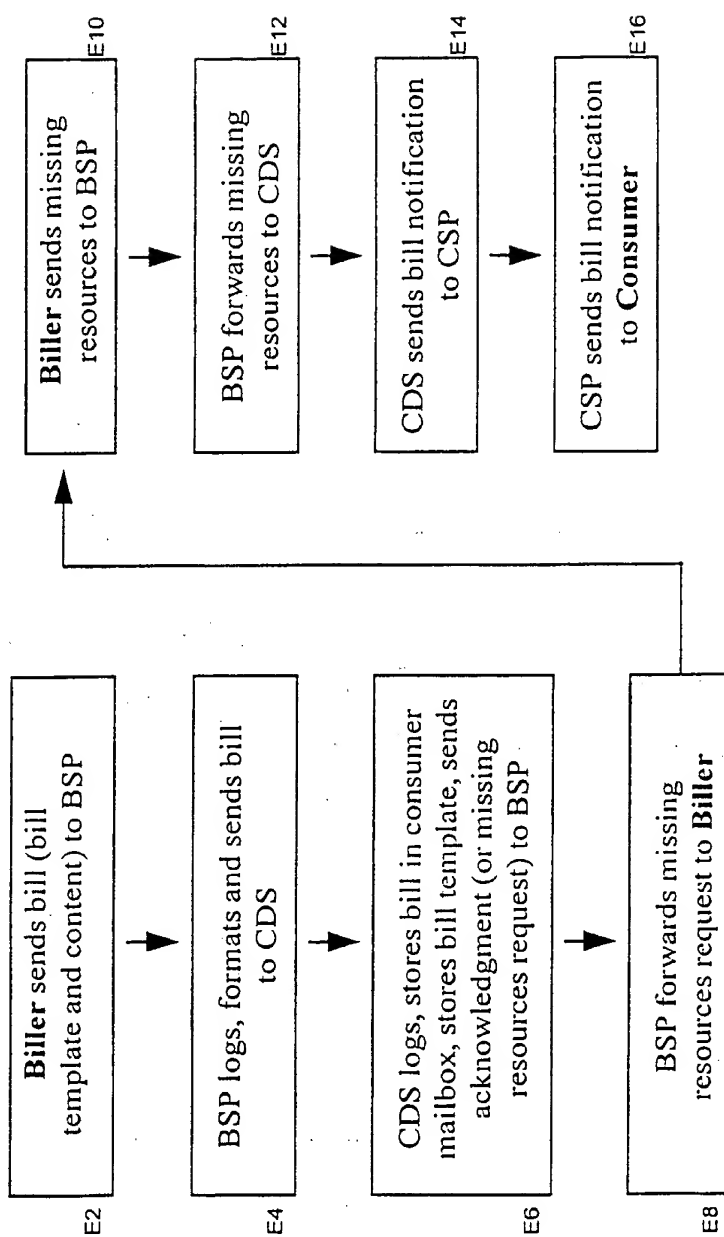 E2
Biller sends bill (bill
template and content) to BSP
E4
BSP logs, formats and sends bill
to CDS
E6
CDS logs, stores bill in consumer
mailbox, stores bill template, sends
acknowledgment (or missing
resources request) to BSP
E8
BSP forwards missing
resources request to Biller
E10
Biller sends missing
resources to BSP
E12
BSP forwards missing
resources to CDS
E14
CDS sends bill notification
to CSP
E16
CSP sends bill notification
to Consumer